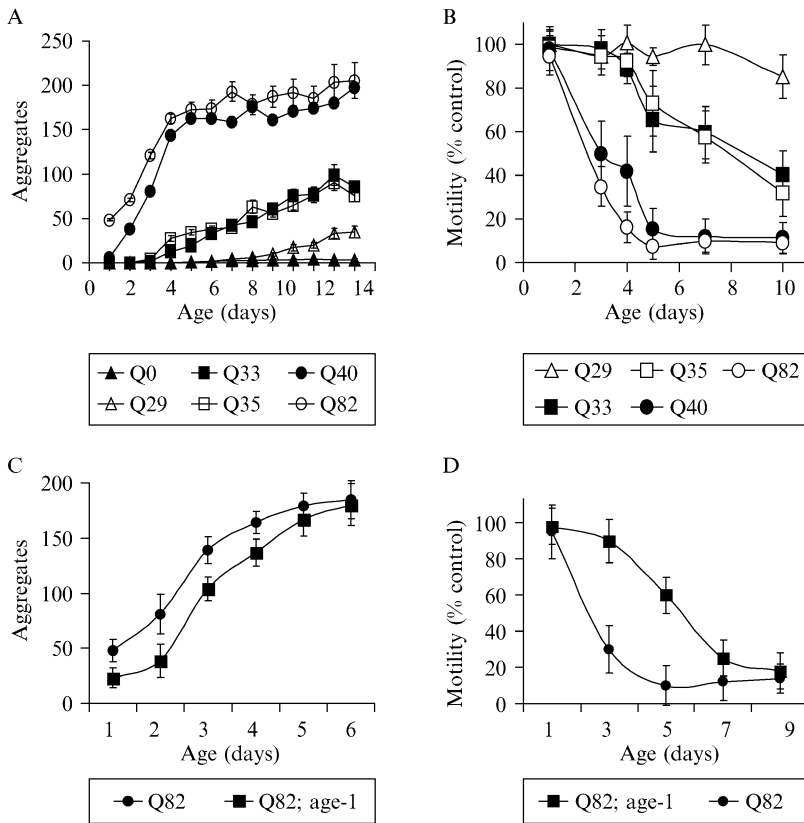 A
250
200
150
100
50
0
Aggregates
0 2 4 6 8 10 12 14
Age (days)
Q0 Q33 Q40
Q29 Q35 Q82
B
100
80
60
40
20
0
Motility (% control)
0 2 4 6 8 10
Age (days)
Q29 Q35 Q82
Q33 Q40
C
200
150
100
50
0
Aggregates
1 2 3 4 5 6
Age (days)
Q82 Q82; age-1
D
100
80
60
40
20
0
Motility (% control)
1 3 5 7 9
Age (days)
Q82; age-1 Q82